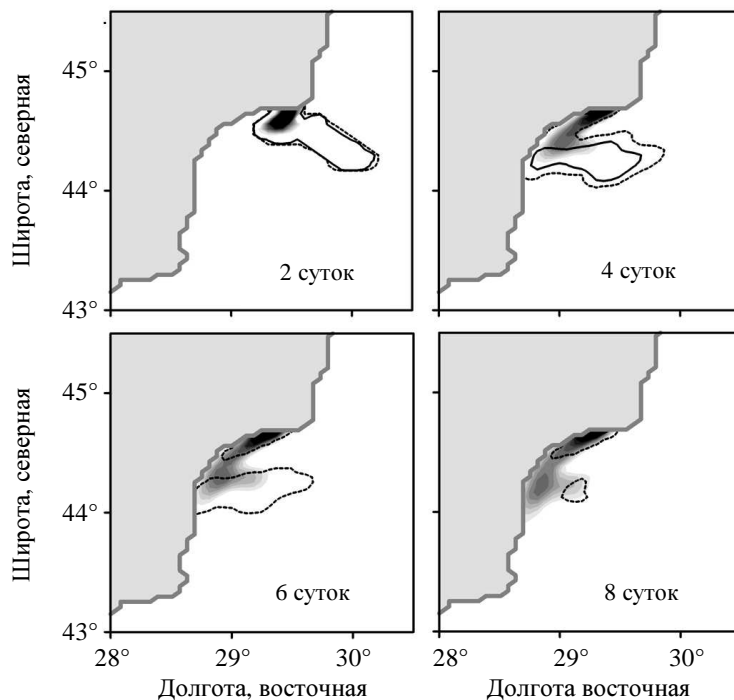 45°
44°
43°
Широта, северная
2 суток
4 суток
45°
44°
43°
Широта, северная
6 суток
8 суток
28°
29°
30°
28°
29°
30°
Долгота, восточная
Долгота восточная